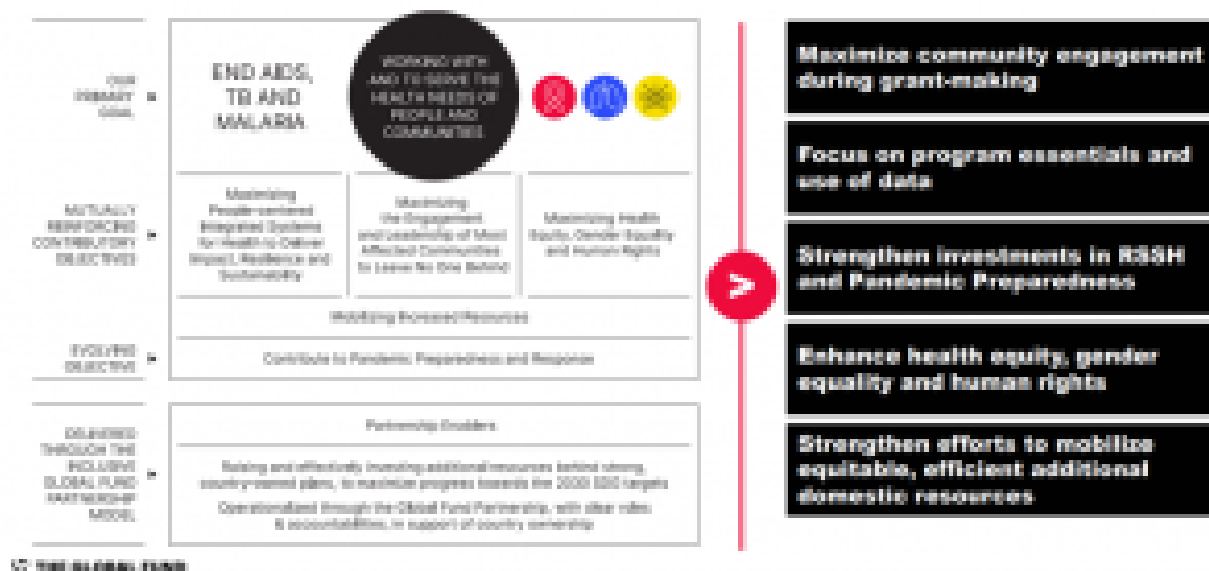 OUR
PRIMARY
GOAL
END AIDS,
TB AND
MALARIA
WORKING WITH
AND TO SERVE THE
HEALTH NEEDS OF
PEOPLE AND
COMMUNITIES
MUTUALLY
REINFORCING
CONTRIBUTORY
OBJECTIVES
Maximizing
People-centered
Integrated Systems
for Health to Deliver
Impact, Resilience and
Sustainability
Maximizing
the Engagement
and Leadership of Most
Affected Communities
to Leave No One Behind
Maximizing Health
Equity, Gender Equality
and Human Rights
Mobilizing Increased Resources
EVOLVING
OBJECTIVE
Contribute to Pandemic Preparedness and Response
DELIVERED
THROUGH THE
INCLUSIVE
GLOBAL FUND
PARTNERSHIP
MODEL
Partnership Enablers
Raising and effectively investing additional resources behind strong,
country-owned plans, to maximize progress towards the 2030 SDG targets
Operationalized through the Global Fund Partnership, with clear roles
& accountabilities, in support of country ownership
THE GLOBAL FUND
>
Maximize community engagement
during grant-making
Focus on program essentials and
use of data
Strengthen investments in RSSH
and Pandemic Preparedness
Enhance health equity, gender
equality and human rights
Strengthen efforts to mobilize
equitable, efficient additional
domestic resources